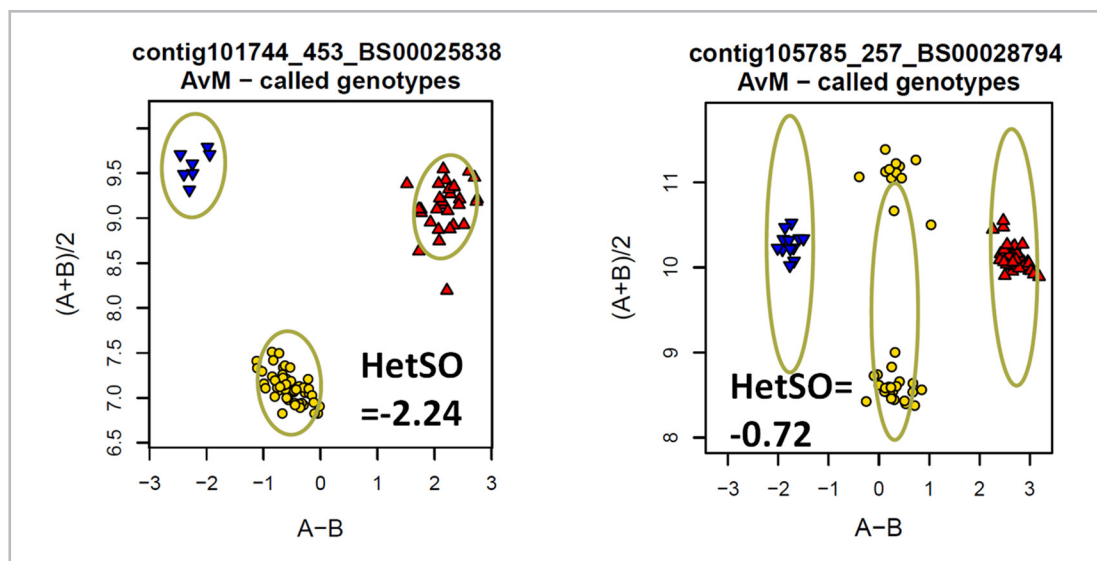 contig101744_453_BS00025838
AvM − called genotypes
(A+B)/2
9.5
9.0
8.5
8.0
7.5
7.0
6.5
HetSO
=-2.24
−3 −2 −1 0 1 2 3
A−B
contig105785_257_BS00028794
AvM − called genotypes
(A+B)/2
11
10
9
8
HetSO=
-0.72
−3 −2 −1 0 1 2 3
A−B